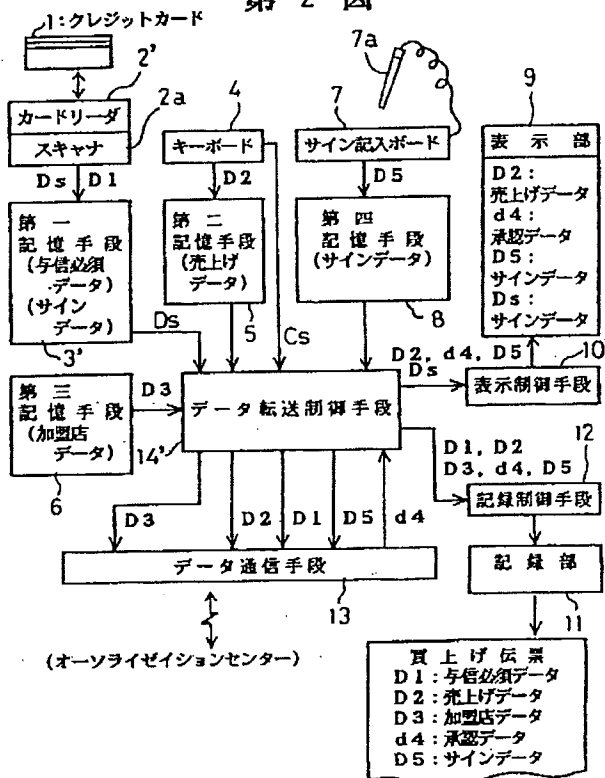 第2図
1:クレジットカード
2'
2a
カードリーダ
スキャナ
Ds D1
第一
記憶手段
(与信必須
データ)
(サイン
データ)
3'
Ds
4
キーボード
D2
第二
記憶手段
(売上げ
データ)
5
Cs
7a
7
サイン記入ボード
D5
第四
記憶手段
(サインデータ)
8
9
表示部
D2:
売上げデータ
d4:
承認データ
D5:
サインデータ
Ds:
サインデータ
D2, d4, D5
Ds
10
表示制御手段
第三
記憶手段
(加盟店
データ)
6
D3
データ転送制御手段
14'
D1, D2
D3, d4, D5
12
記録制御手段
D3
D2
D1
D5
d4
データ通信手段
13
記録部
11
(オーソライゼイションセンター)
買上げ伝票
D1:与信必須データ
D2:売上げデータ
D3:加盟店データ
d4:承認データ
D5:サインデータ